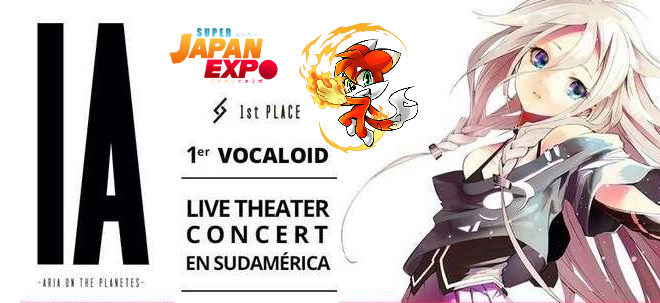 IA
-ARIA ON THE PLANETES-
SUPER
JAPAN
EXPO
1st PLACE
1er VOCALOID
LIVE THEATER
CONCERT
EN SUDAMÉRICA